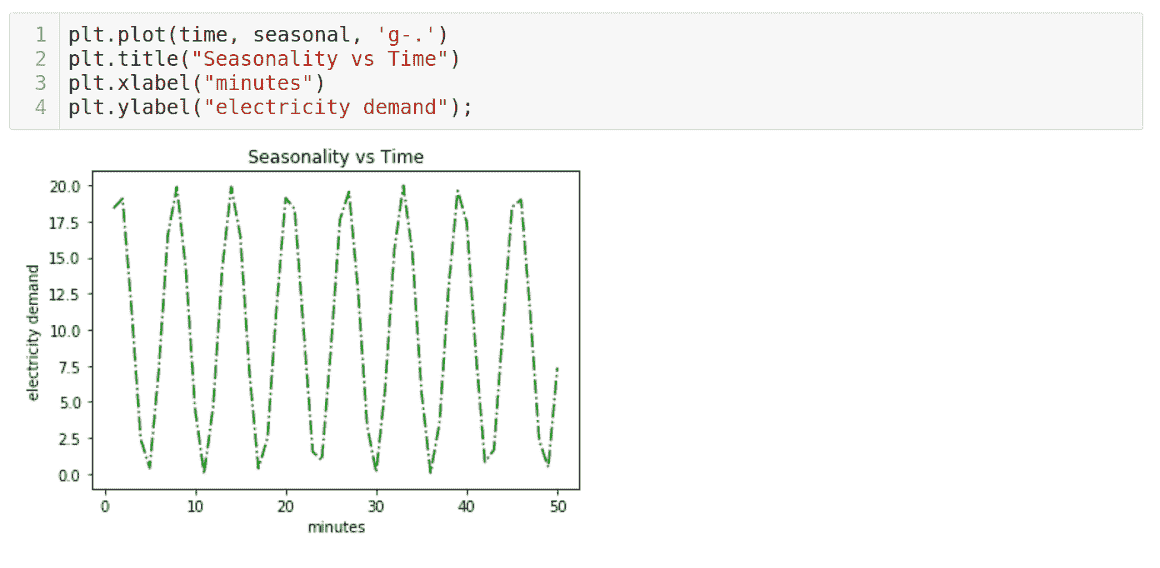 1 plt.plot(time, seasonal, 'g-.')
2 plt.title("Seasonality vs Time")
3 plt.xlabel("minutes")
4 plt.ylabel("electricity demand");
Seasonality vs Time
20.0
17.5
15.0
12.5
10.0
7.5
5.0
2.5
0.0
electricity demand
0 10 20 30 40 50
minutes